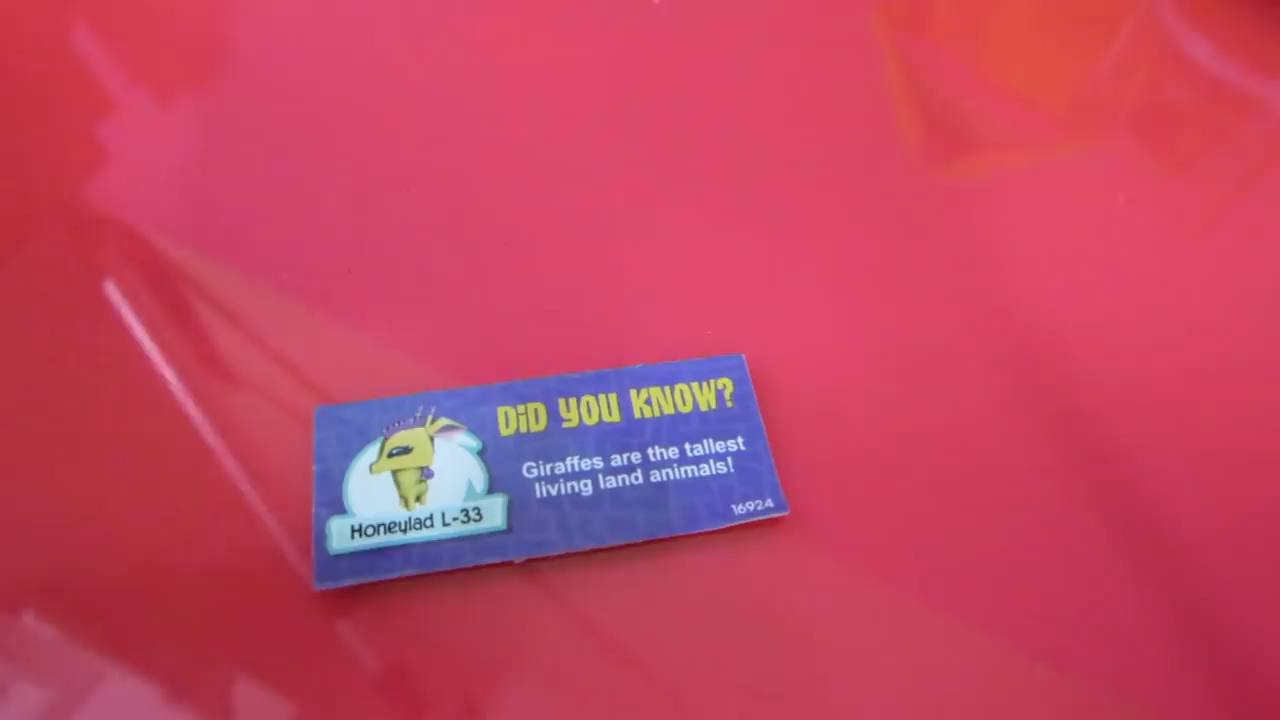 DiD YOU KNOW?
Giraffes are the tallest
living land animals!
Honeylad L-33
16924